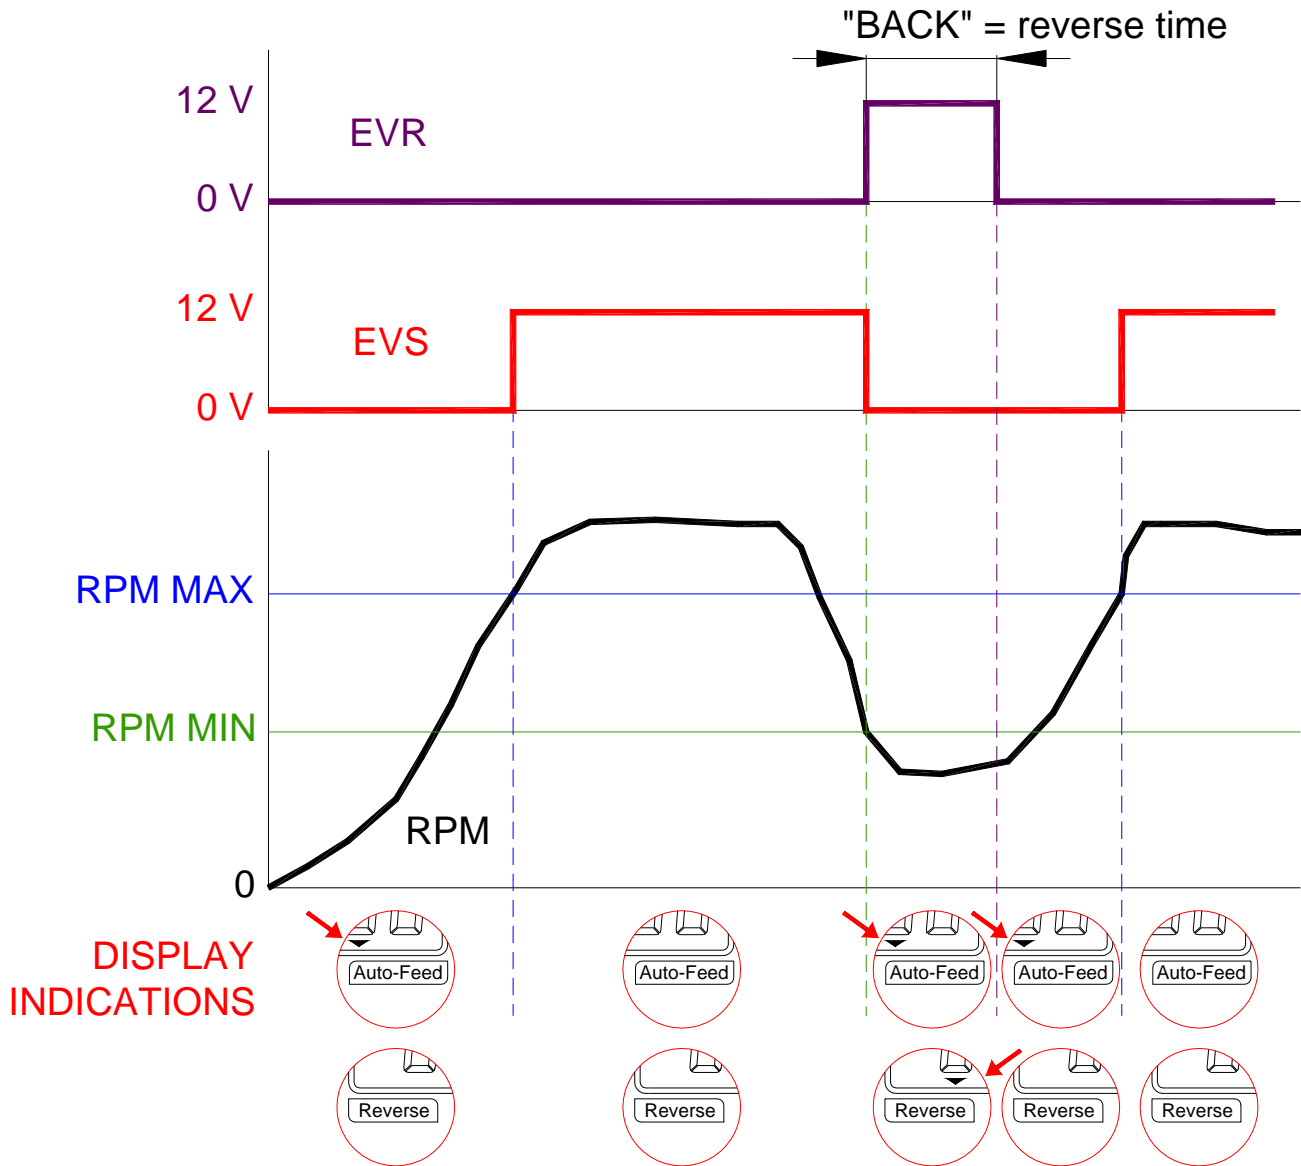 "BACK" = reverse time
12 V
EVR
0 V
12 V
EVS
0 V
RPM MAX
RPM MIN
RPM
0
DISPLAY
INDICATIONS
Auto-Feed
Auto-Feed
Auto-Feed
Auto-Feed
Auto-Feed
Reverse
Reverse
Reverse
Reverse
Reverse